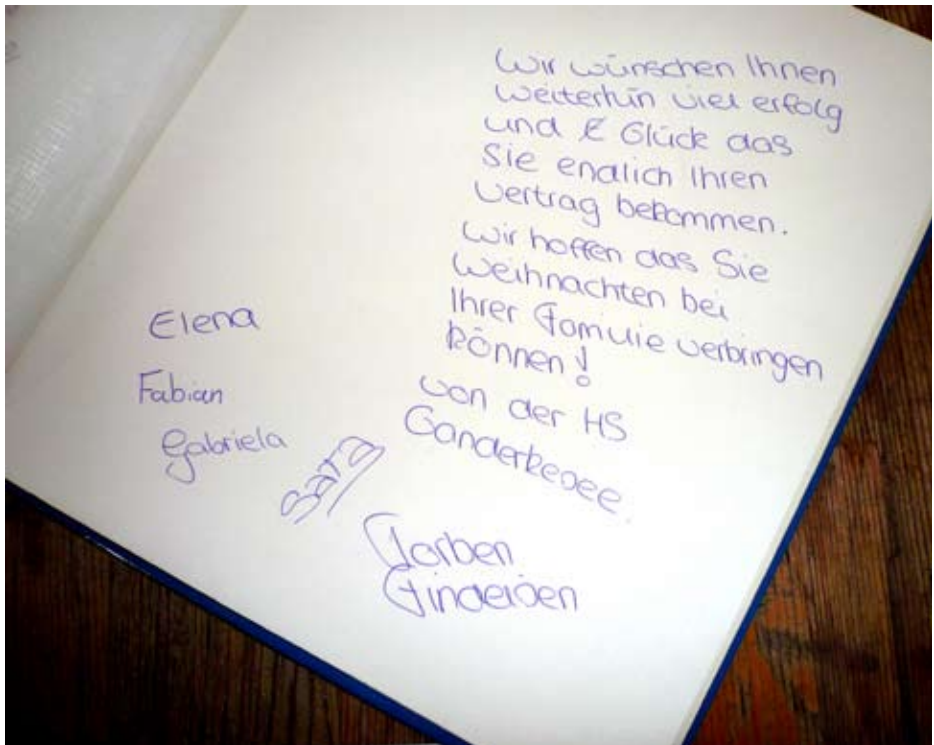 Wir wünschen Ihnen
weiterhin viel erfolg
und Glück das
Sie endlich Ihren
Vertrag bekommen.
Wir hoffen das Sie
Weihnachten bei
Ihrer Familie verbringen
können!
von der HS
Ganderkesee.
Elena
Fabian
Gabriela
Sara
Torben